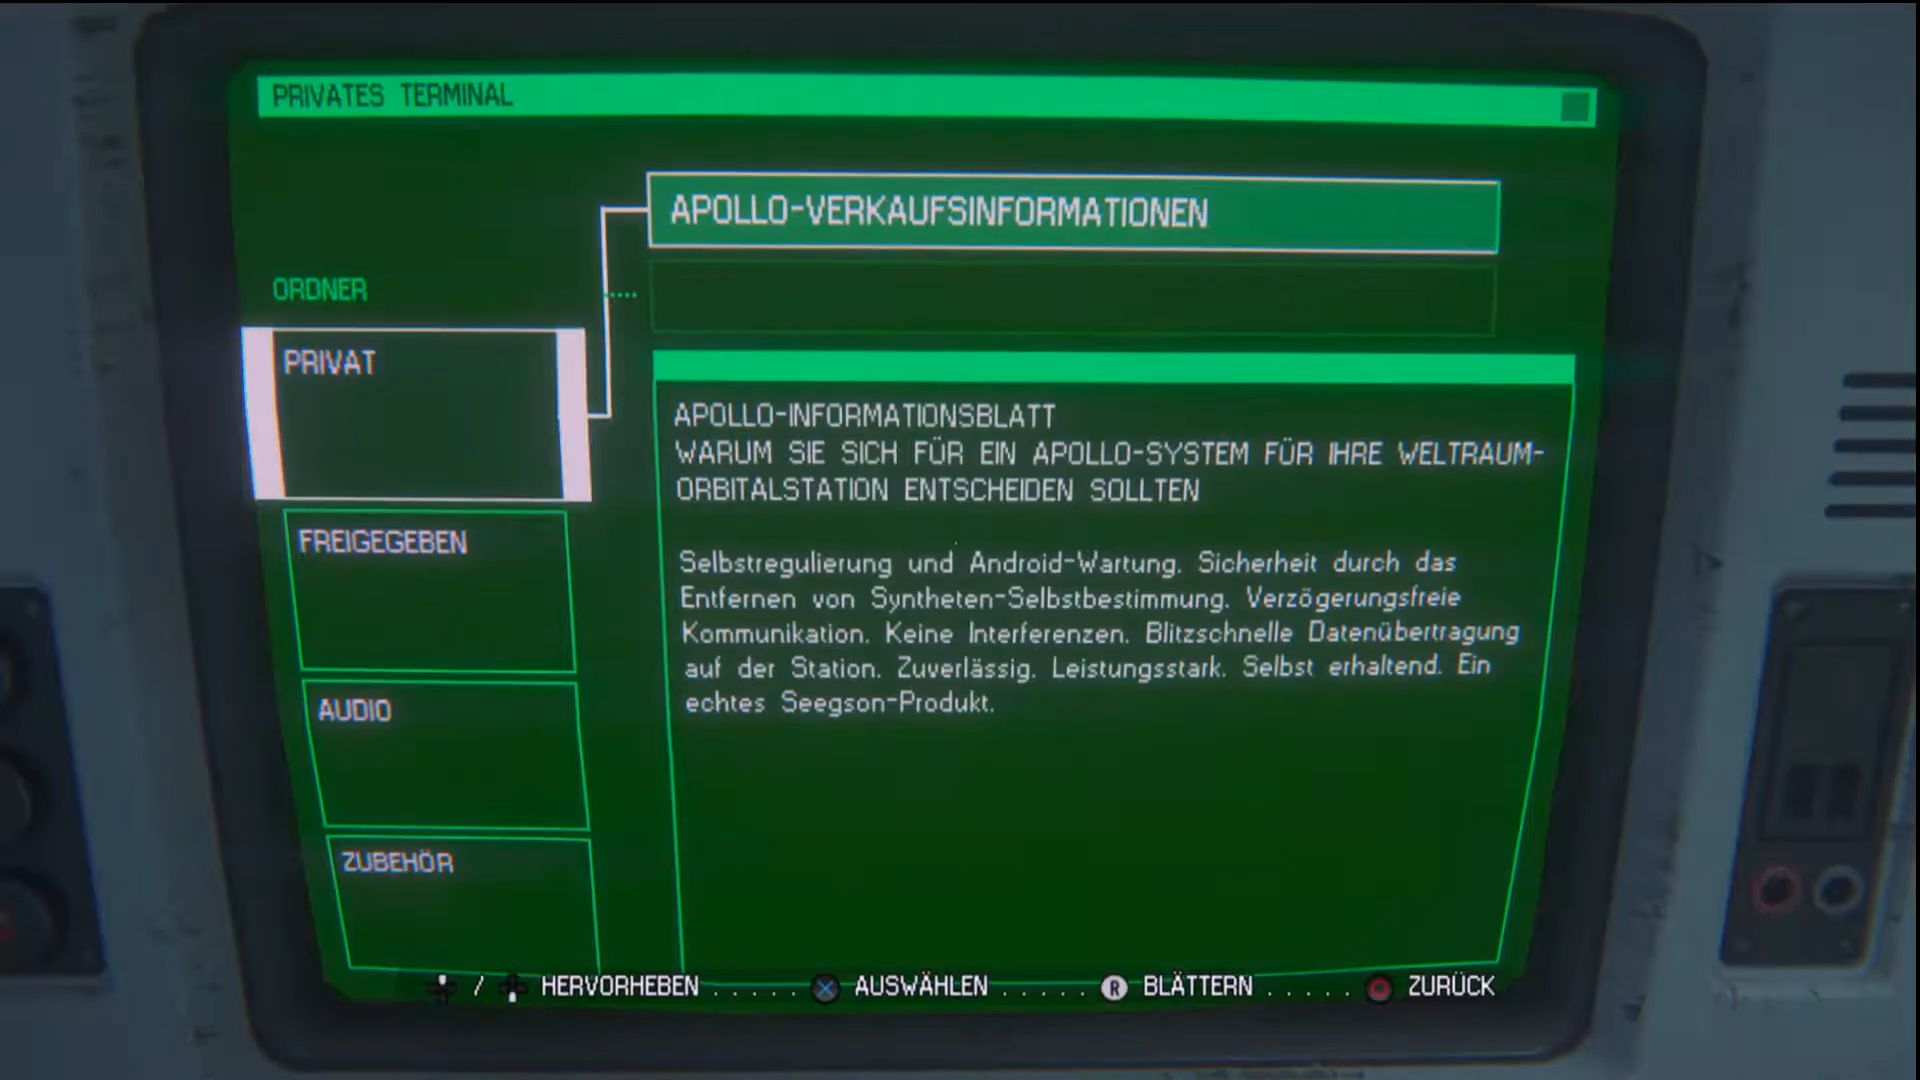 PRIVATES TERMINAL
APOLLO-VERKAUFSINFORMATIONEN
ORDNER
PRIVAT
FREIGEGEBEN
AUDIO
ZUBEHÖR
APOLLO-INFORMATIONSBLATT
WARUM SIE SICH FÜR EIN APOLLO-SYSTEM FÜR IHRE WELTRAUM-
ORBITALSTATION ENTSCHEIDEN SOLLTEN
Selbstregulierung und Android-Wartung. Sicherheit durch das
Entfernen von Syntheten-Selbstbestimmung. Verzögerungsfreie
Kommunikation. Keine Interferenzen. Blitzschnelle Datenübertragung
auf der Station. Zuverlässig. Leistungsstark. Selbst erhaltend. Ein
echtes Seegson-Produkt.
/ HERVORHEBEN ..... AUSWÄHLEN ..... R BLÄTTERN ..... ZURÜCK